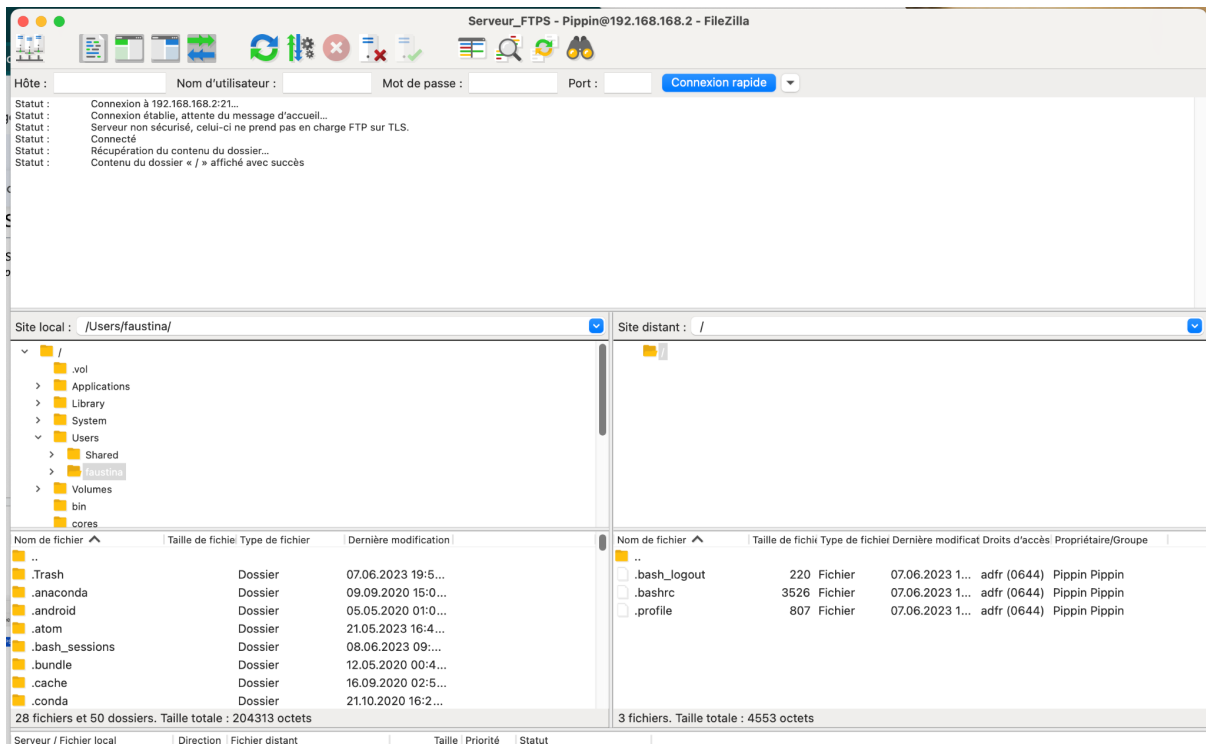 Serveur_FTPS - Pippin@192.168.168.2 - FileZilla
Hôte : Nom d'utilisateur : Mot de passe : Port : Connexion rapide
Statut : Connexion à 192.168.168.2:21...
Statut : Connexion établie, attente du message d'accueil...
Statut : Serveur non sécurisé, celui-ci ne prend pas en charge FTP sur TLS.
Statut : Connecté
Statut : Récupération du contenu du dossier...
Statut : Contenu du dossier « / » affiché avec succès
Site local : /Users/faustina/
/
.vol
Applications
Library
System
Users
Shared
faustina
Volumes
bin
cores
Nom de fichier Taille de fichie Type de fichier Dernière modification
..
.Trash Dossier 07.06.2023 19:5...
.anaconda Dossier 09.09.2020 15:0...
.android Dossier 05.05.2020 01:0...
.atom Dossier 21.05.2023 16:4...
.bash_sessions Dossier 08.06.2023 09:...
.bundle Dossier 12.05.2020 00:4...
.cache Dossier 16.09.2020 02:5...
.conda Dossier 21.10.2020 16:2...
28 fichiers et 50 dossiers. Taille totale : 204313 octets
Site distant : /
/
Nom de fichier Taille de fichi Type de fichie Dernière modificat Droits d'accès Propriétaire/Groupe
..
.bash_logout 220 Fichier 07.06.2023 1... adfr (0644) Pippin Pippin
.bashrc 3526 Fichier 07.06.2023 1... adfr (0644) Pippin Pippin
.profile 807 Fichier 07.06.2023 1... adfr (0644) Pippin Pippin
3 fichiers. Taille totale : 4553 octets
Serveur / Fichier local Direction Fichier distant Taille Priorité Statut